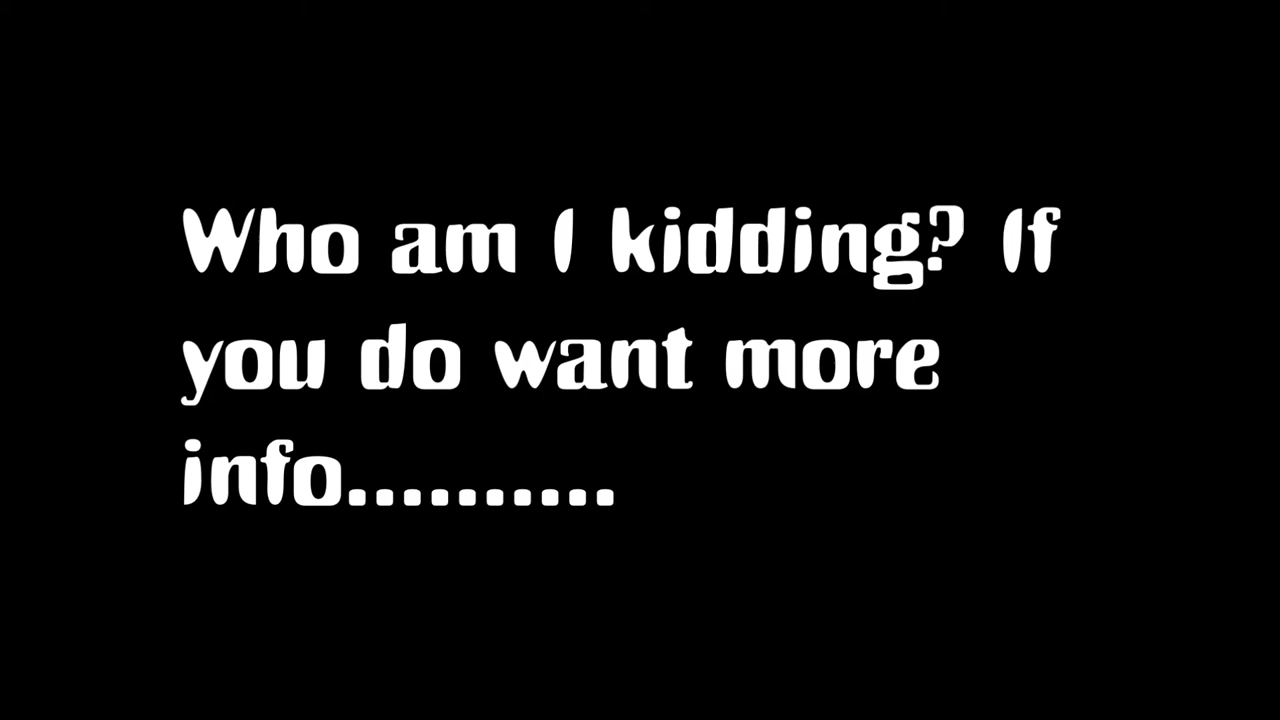 Who am I kidding? If
you do want more
info..........